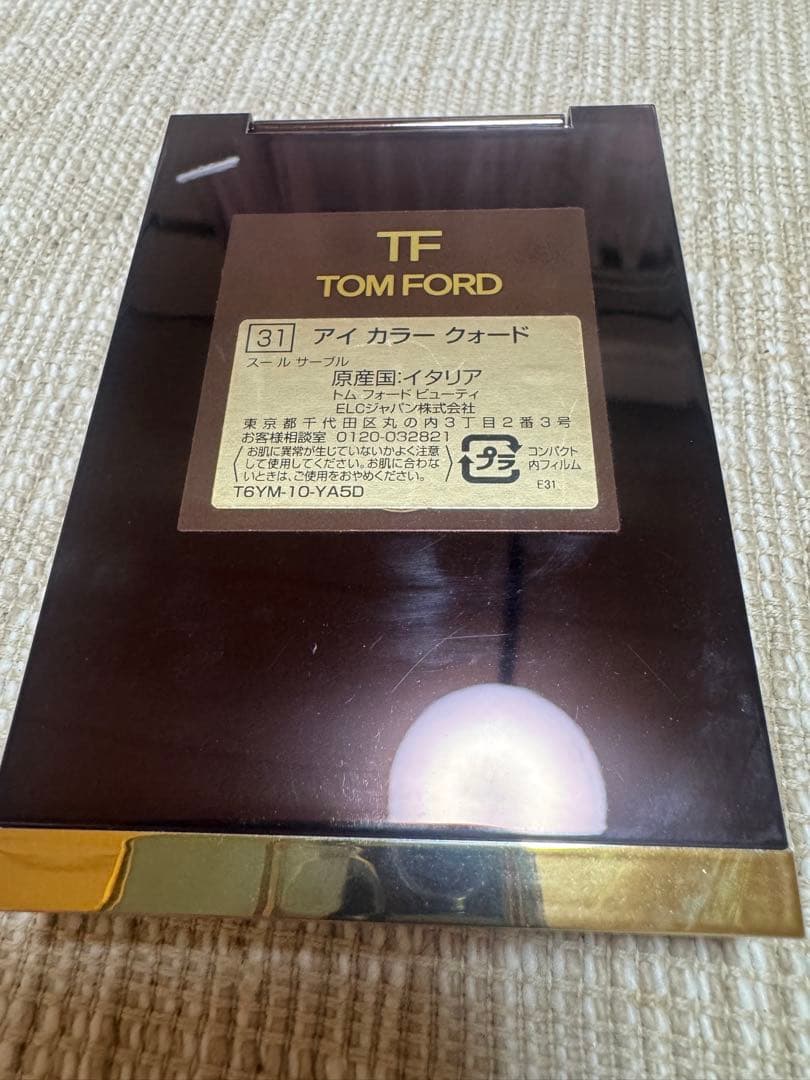 TF
TOM FORD
31 アイ カラー クォード
スー ル サーブル
原産国:イタリア
トム フォード ビューティ
ELCジャパン株式会社
東京都千代田区丸の内3丁目2番3号
お客様相談室 0120-032821
お肌に異常が生じていないかよく注意
して使用してください。お肌に合わな
いときは、ご使用をおやめください。
プラ
コンパクト
内フィルム
E31
T6YM-10-YA5D